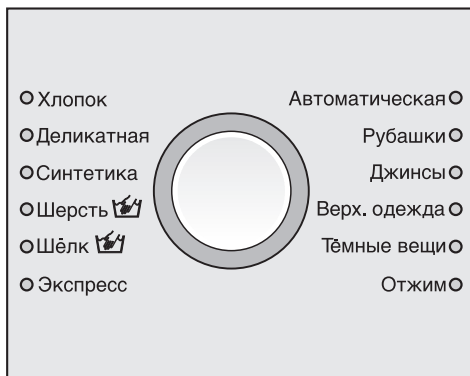 Хлопок
Деликатная
Синтетика
Шерсть
Шёлк
Экспресс
Автоматическая
Рубашки
Джинсы
Верх. одежда
Тёмные вещи
Отжим